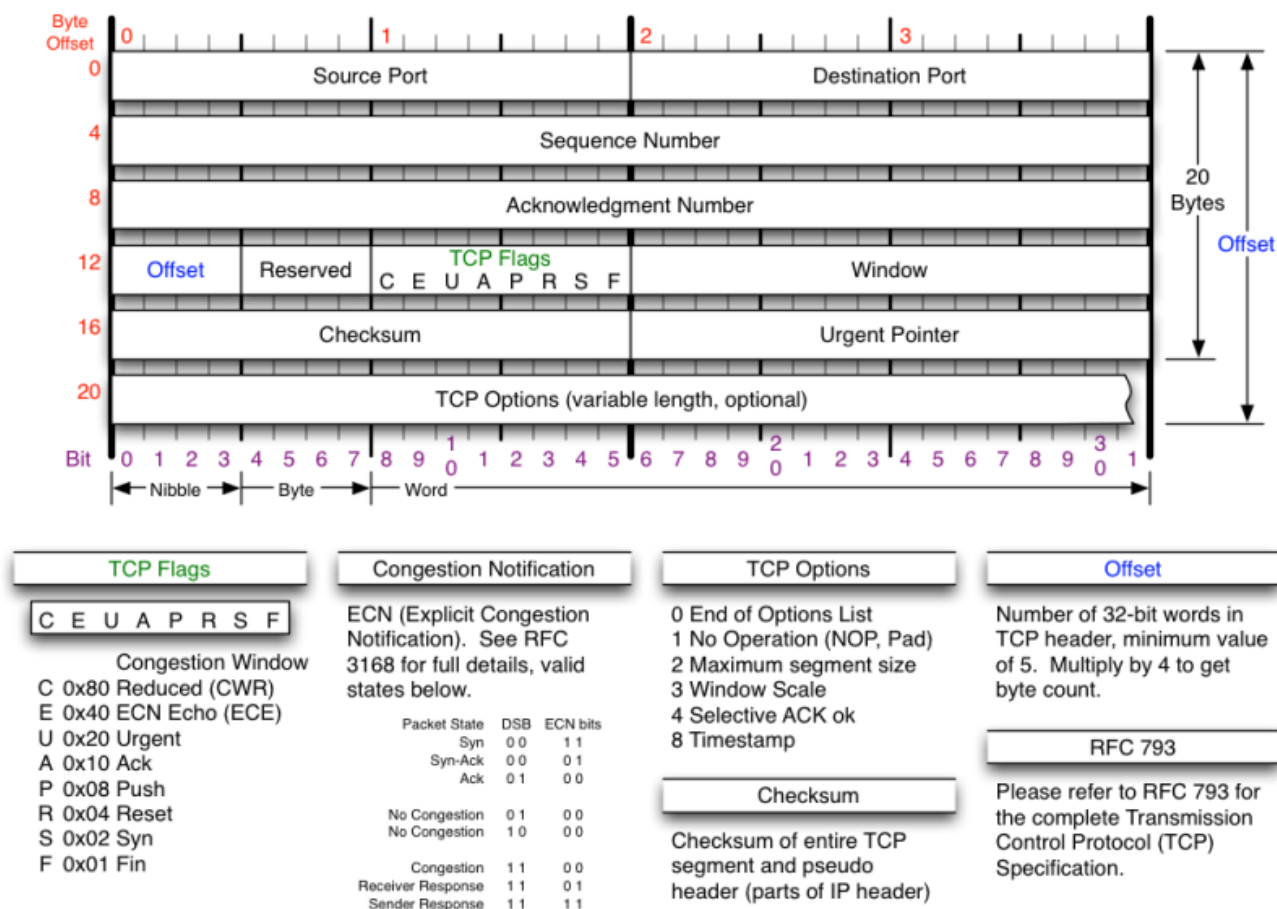 Byte
Offset
0 1 2 3
0 Source Port Destination Port
4 Sequence Number
8 Acknowledgment Number
20
Bytes
Offset
12 Offset Reserved TCP Flags Window
C E U A P R S F
16 Checksum Urgent Pointer
20 TCP Options (variable length, optional)
Bit 0 1 2 3 4 5 6 7 8 9 10 1 2 3 4 5 6 7 8 9 20 1 2 3 4 5 6 7 8 9 30 1
Nibble Byte Word
TCP Flags
C E U A P R S F
Congestion Window
C 0x80 Reduced (CWR)
E 0x40 ECN Echo (ECE)
U 0x20 Urgent
A 0x10 Ack
P 0x08 Push
R 0x04 Reset
S 0x02 Syn
F 0x01 Fin
Congestion Notification
ECN (Explicit Congestion
Notification). See RFC
3168 for full details, valid
states below.
Packet State DSB ECN bits
Syn 0 0 1 1
Syn-Ack 0 0 0 1
Ack 0 1 0 0
No Congestion 0 1 0 0
No Congestion 1 0 0 0
Congestion 1 1 0 0
Receiver Response 1 1 0 1
Sender Response 1 1 1 1
TCP Options
0 End of Options List
1 No Operation (NOP, Pad)
2 Maximum segment size
3 Window Scale
4 Selective ACK ok
8 Timestamp
Checksum
Checksum of entire TCP
segment and pseudo
header (parts of IP header)
Offset
Number of 32-bit words in
TCP header, minimum value
of 5. Multiply by 4 to get
byte count.
RFC 793
Please refer to RFC 793 for
the complete Transmission
Control Protocol (TCP)
Specification.